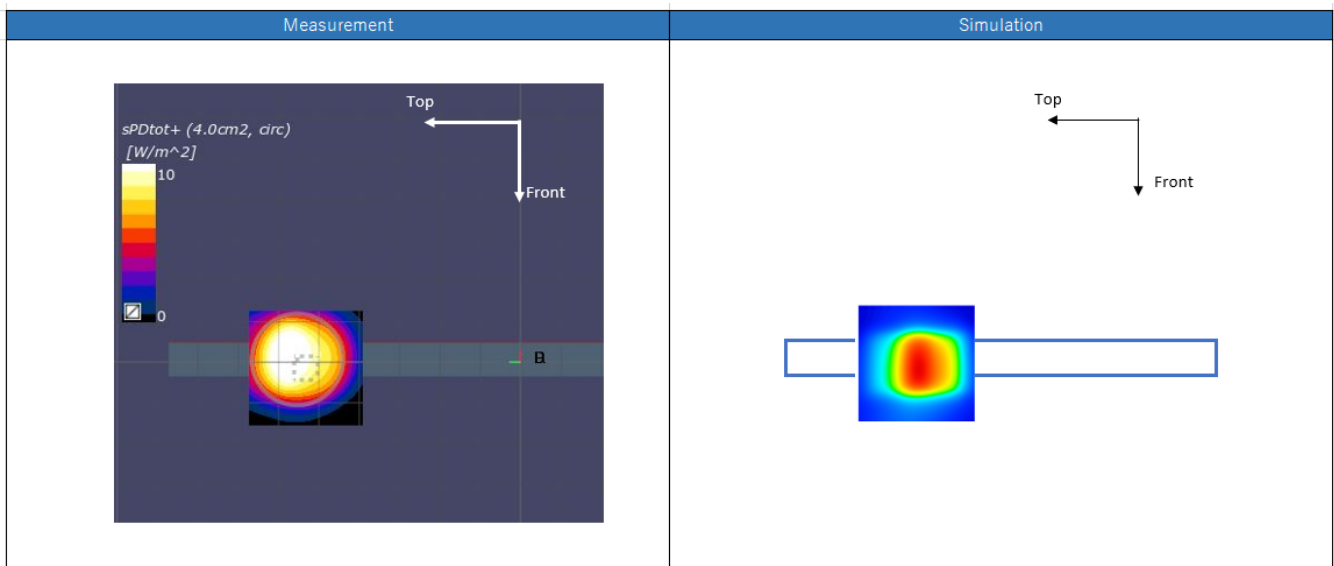 Measurement
Simulation
Top
sPDtot+ (4.0cm2, circ)
[W/m^2]
10
Front
0
Top
Front